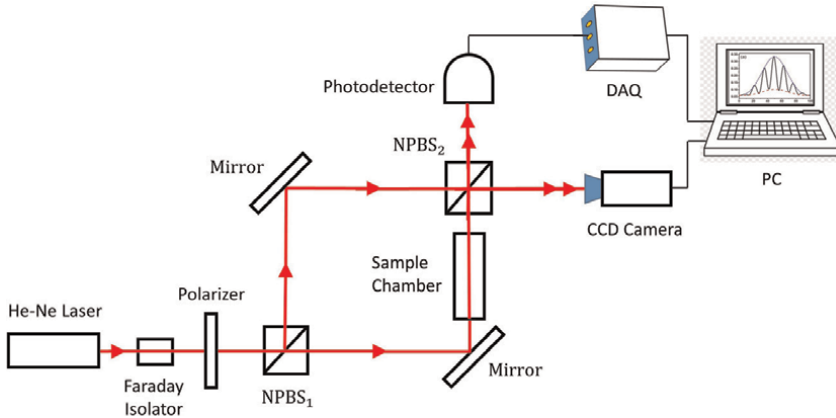 Photodetector
DAQ
PC
NPBS₂
Mirror
CCD Camera
Sample
Chamber
Polarizer
He-Ne Laser
Mirror
Faraday
Isolator
NPBS₁